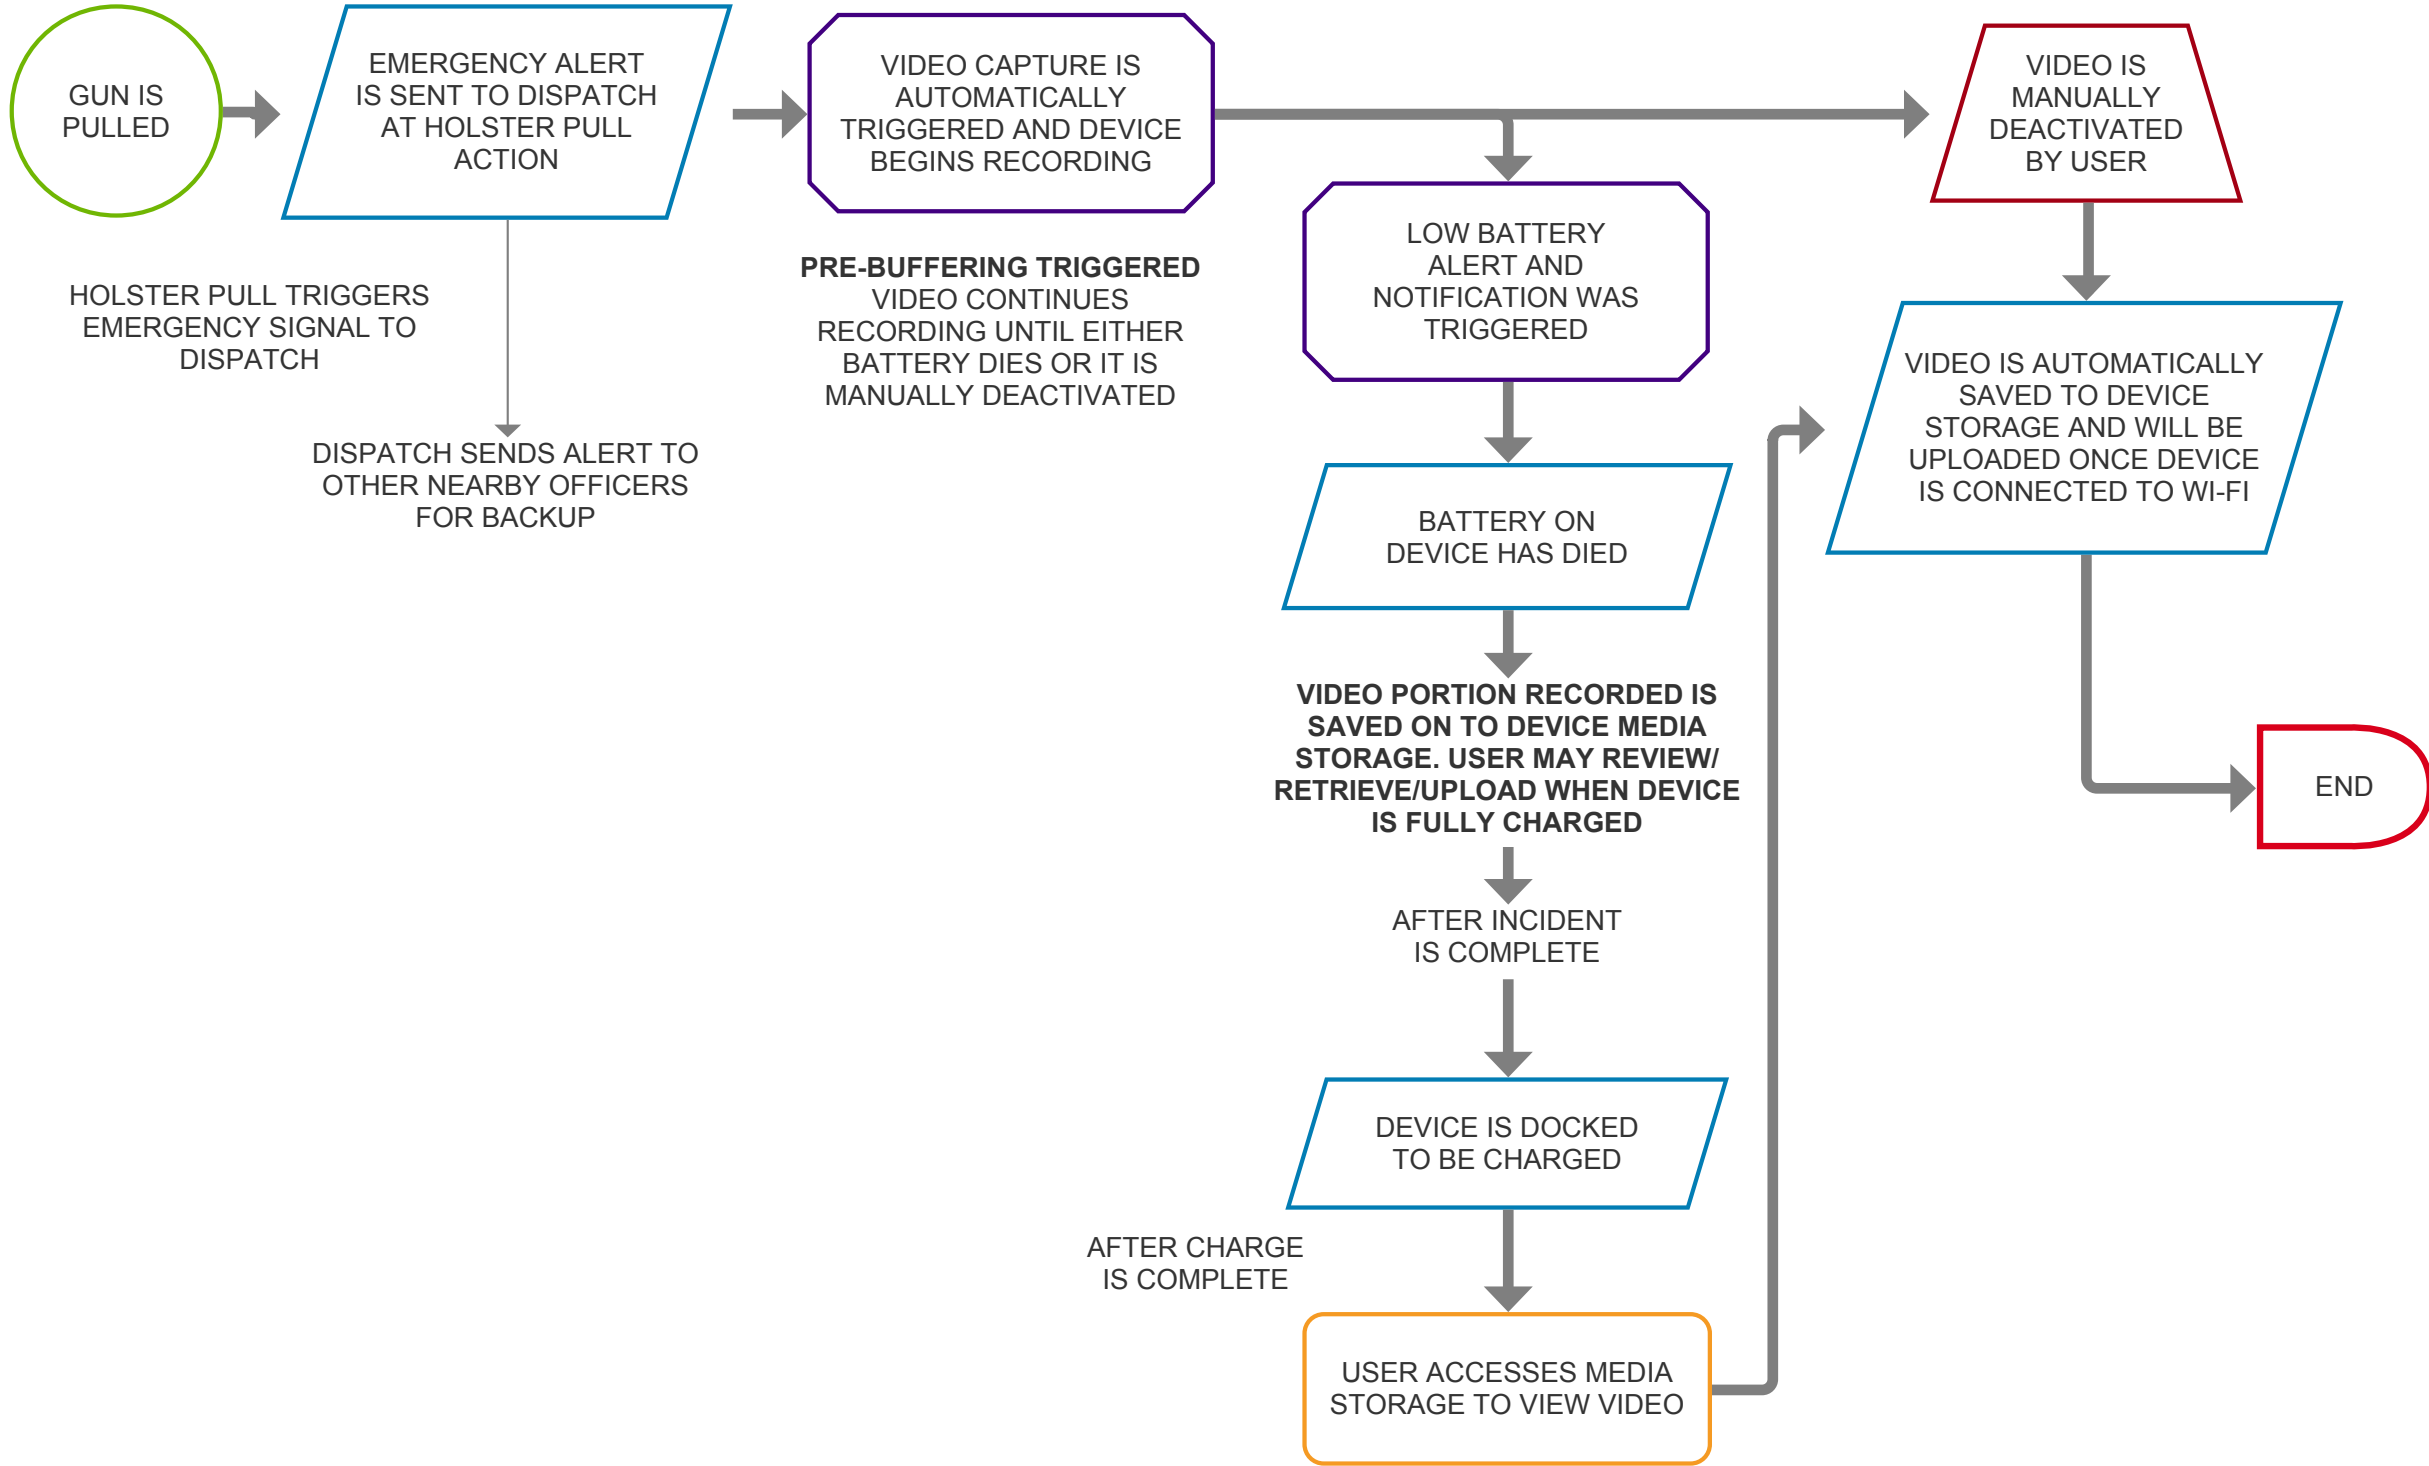 GUN IS
PULLED
EMERGENCY ALERT
IS SENT TO DISPATCH
AT HOLSTER PULL
ACTION
VIDEO CAPTURE IS
AUTOMATICALLY
TRIGGERED AND DEVICE
BEGINS RECORDING
VIDEO IS
MANUALLY
DEACTIVATED
BY USER
HOLSTER PULL TRIGGERS
EMERGENCY SIGNAL TO
DISPATCH
DISPATCH SENDS ALERT TO
OTHER NEARBY OFFICERS
FOR BACKUP
PRE-BUFFERING TRIGGERED
VIDEO CONTINUES
RECORDING UNTIL EITHER
BATTERY DIES OR IT IS
MANUALLY DEACTIVATED
LOW BATTERY
ALERT AND
NOTIFICATION WAS
TRIGGERED
BATTERY ON
DEVICE HAS DIED
VIDEO PORTION RECORDED IS
SAVED ON TO DEVICE MEDIA
STORAGE. USER MAY REVIEW/
RETRIEVE/UPLOAD WHEN DEVICE
IS FULLY CHARGED
AFTER INCIDENT
IS COMPLETE
DEVICE IS DOCKED
TO BE CHARGED
AFTER CHARGE
IS COMPLETE
USER ACCESSES MEDIA
STORAGE TO VIEW VIDEO
VIDEO IS AUTOMATICALLY
SAVED TO DEVICE
STORAGE AND WILL BE
UPLOADED ONCE DEVICE
IS CONNECTED TO WI-FI
END